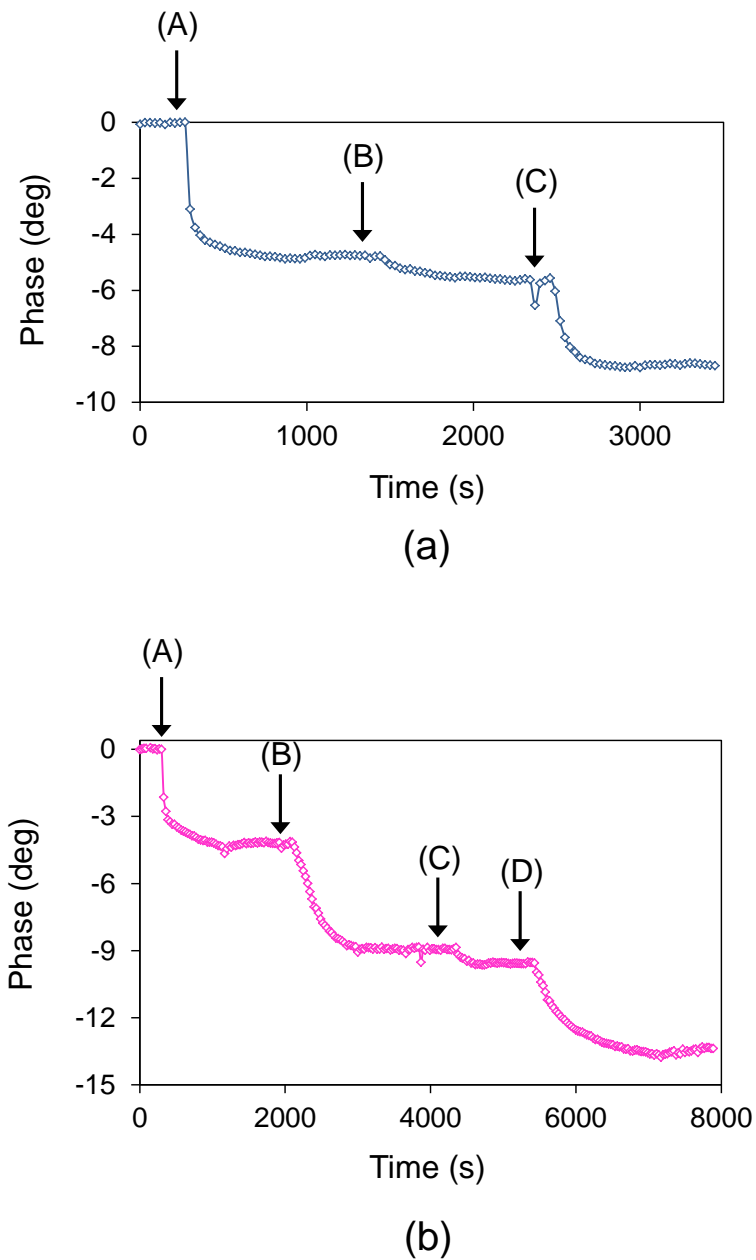 (A)
(B)
(C)
0
-2
-4
-6
-8
-10
Phase (deg)
0 1000 2000 3000
Time (s)
(a)
(A)
(B)
(C) (D)
0
-3
-6
-9
-12
-15
Phase (deg)
0 2000 4000 6000 8000
Time (s)
(b)